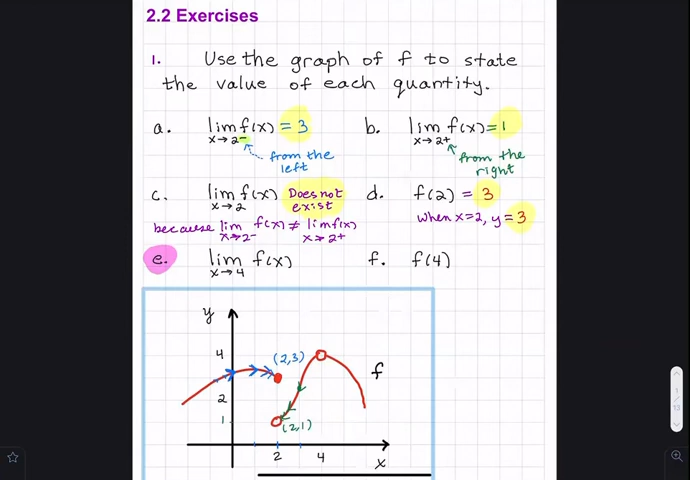 2.2 Exercises
1. Use the graph of f to state
the value of each quantity.
a. lim f(x) = 3 b. lim f(x) = 1
x→2⁻ x→2+
from the left from the right
c. lim f(x) Does not exist d. f(2) = 3
x→2
when x=2, y=3
because lim f(x) ≠ lim f(x)
x→2⁻ x→2+
e. lim f(x) f. f(4)
x→4
y
4
(2,3)
f
2
1
(2,1)
2 4
x
1
13